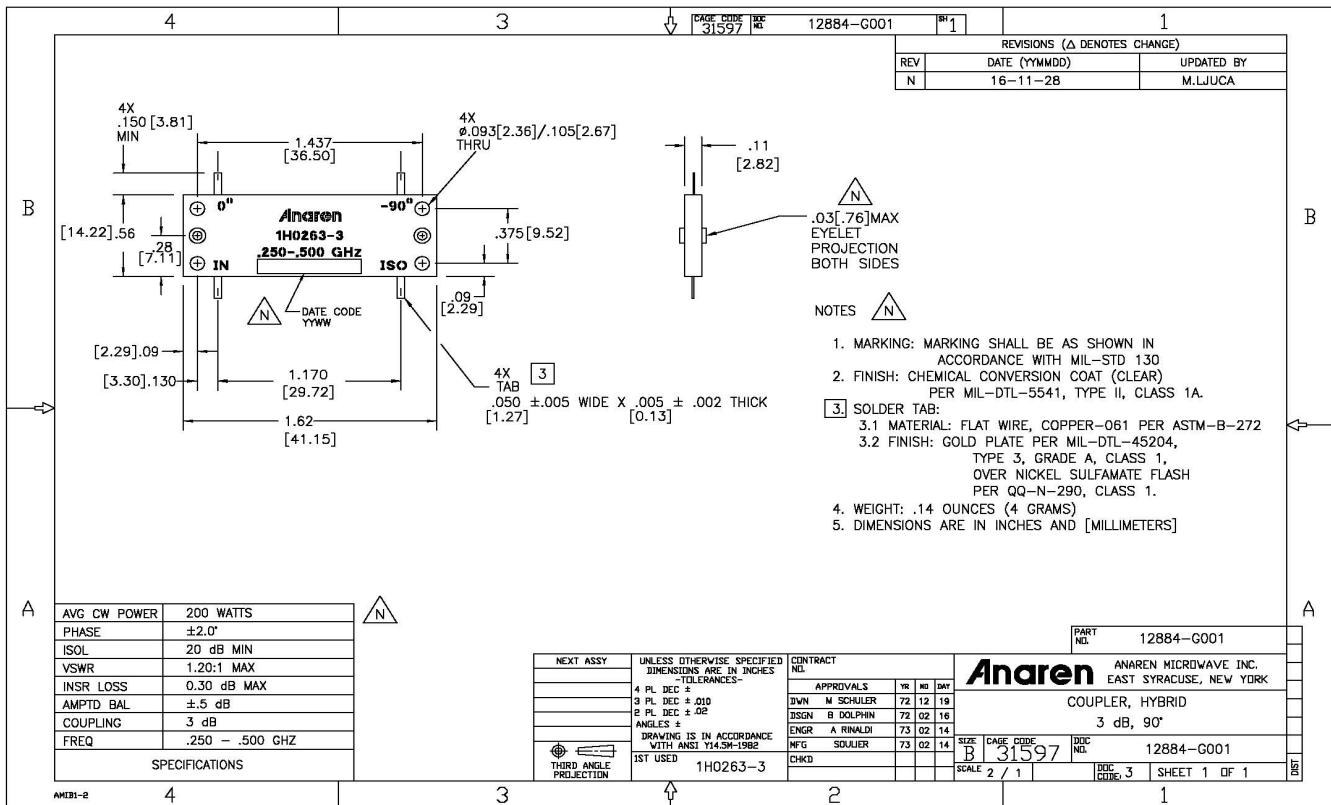 4
3
CAGE CODE 31597
DOC NO. 12884-G001
SH 1
1
REVISIONS (Δ DENOTES CHANGE)
REV DATE (YYMMDD) UPDATED BY
N 16-11-28 M.LJUCA
B
B
4X
.150 [3.81]
MIN
1.437
[36.50]
4X
ø.093[2.36]/.105[2.67]
THRU
0°
-90°
Anaren
1H0263-3
.250-.500 GHz
IN
ISO
[14.22].56
.28
[7.11]
.375[9.52]
.09
[2.29]
N
DATE CODE
YYWW
[2.29].09
[3.30].130
1.170
[29.72]
1.62
[41.15]
4X
TAB 3
.050 ±.005 WIDE X .005 ± .002 THICK
[1.27] [0.13]
.11
[2.82]
N
.03[.76]MAX
EYELET
PROJECTION
BOTH SIDES
NOTES N
1. MARKING: MARKING SHALL BE AS SHOWN IN
ACCORDANCE WITH MIL-STD 130
2. FINISH: CHEMICAL CONVERSION COAT (CLEAR)
PER MIL-DTL-5541, TYPE II, CLASS 1A.
3. SOLDER TAB:
3.1 MATERIAL: FLAT WIRE, COPPER-061 PER ASTM-B-272
3.2 FINISH: GOLD PLATE PER MIL-DTL-45204,
TYPE 3, GRADE A, CLASS 1,
OVER NICKEL SULFAMATE FLASH
PER QQ-N-290, CLASS 1.
4. WEIGHT: .14 OUNCES (4 GRAMS)
5. DIMENSIONS ARE IN INCHES AND [MILLIMETERS]
A
A
N
AVG CW POWER 200 WATTS
PHASE ±2.0°
ISOL 20 dB MIN
VSWR 1.20:1 MAX
INSR LOSS 0.30 dB MAX
AMPTD BAL ±.5 dB
COUPLING 3 dB
FREQ .250 - .500 GHZ
SPECIFICATIONS
NEXT ASSY
THIRD ANGLE
PROJECTION
UNLESS OTHERWISE SPECIFIED
DIMENSIONS ARE IN INCHES
-TOLERANCES-
4 PL DEC ±
3 PL DEC ± .010
2 PL DEC ± .02
ANGLES ±
DRAWING IS IN ACCORDANCE
WITH ANSI Y14.5M-1982
1ST USED 1H0263-3
CONTRACT
NO.
APPROVALS YR MO DAY
DWN M SCHULER 72 12 19
DSGN B DOLPHIN 72 02 16
ENGR A RINALDI 73 02 14
MFG SOULIER 73 02 14
CHKD
PART
NO. 12884-G001
Anaren
ANAREN MICROWAVE INC.
EAST SYRACUSE, NEW YORK
COUPLER, HYBRID
3 dB, 90°
SIZE B
CAGE CODE 31597
DOC NO. 12884-G001
SCALE 2 / 1
DOC CODE: 3
SHEET 1 OF 1
DIST
AMIB1-2
4
3
2
1